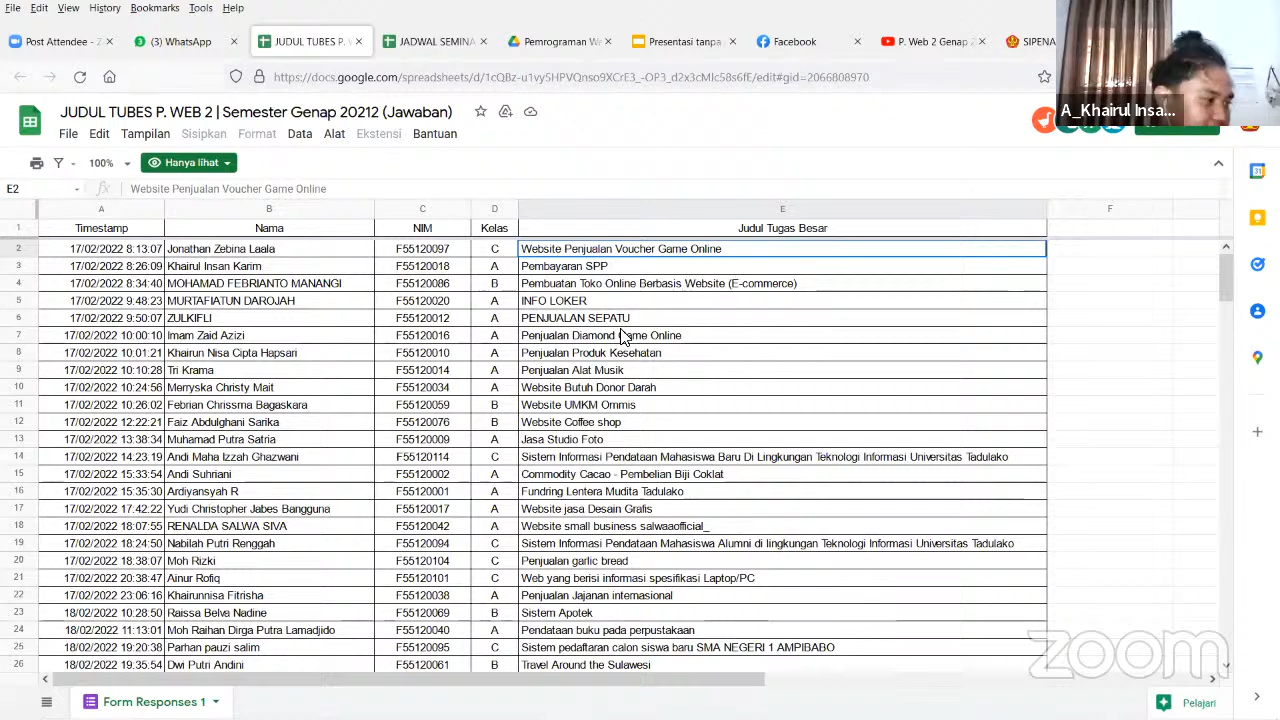 File Edit View History Bookmarks Tools Help
Post Attendee - Z
(3) WhatsApp
JUDUL TUBES P. W
JADWAL SEMINA
Pemrograman We
Presentasi tanpa
Facebook
P. Web 2 Genap 2
SIPENA
https://docs.google.com/spreadsheets/d/
/edit#gid=2066808970
A_Khairul Insa...
JUDUL TUBES P. WEB 2 | Semester Genap 20212 (Jawaban)
File Edit Tampilan Sisipkan Format Data Alat Ekstensi Bantuan
100% Hanya lihat
E2 fx Website Penjualan Voucher Game Online
A B C D E F
1 Timestamp Nama NIM Kelas Judul Tugas Besar
2 17/02/2022 8:13:07 Jonathan Zebina Laala F55120097 C Website Penjualan Voucher Game Online
3 17/02/2022 8:26:09 Khairul Insan Karim F55120018 A Pembayaran SPP
4 17/02/2022 8:34:40 MOHAMAD FEBRIANTO MANANGI F55120086 B Pembuatan Toko Online Berbasis Website (E-commerce)
5 17/02/2022 9:48:23 MURTAFIATUN DAROJAH F55120020 A INFO LOKER
6 17/02/2022 9:50:07 ZULKIFLI F55120012 A PENJUALAN SEPATU
7 17/02/2022 10:00:10 Imam Zaid Azizi F55120016 A Penjualan Diamond Game Online
8 17/02/2022 10:01:21 Khairun Nisa Cipta Hapsari F55120010 A Penjualan Produk Kesehatan
9 17/02/2022 10:10:28 Tri Krama F55120014 A Penjualan Alat Musik
10 17/02/2022 10:24:56 Merryska Christy Mait F55120034 A Website Butuh Donor Darah
11 17/02/2022 10:26:02 Febrian Chrissma Bagaskara F55120059 B Website UMKM Ommis
12 17/02/2022 12:22:21 Faiz Abdulghani Sarika F55120076 B Website Coffee shop
13 17/02/2022 13:38:34 Muhamad Putra Satria F55120009 A Jasa Studio Foto
14 17/02/2022 14:23:19 Andi Maha Izzah Ghazwani F55120114 C Sistem Informasi Pendataan Mahasiswa Baru Di Lingkungan Teknologi Informasi Universitas Tadulako
15 17/02/2022 15:33:54 Andi Suhriani F55120002 A Commodity Cacao - Pembelian Biji Coklat
16 17/02/2022 15:35:30 Ardiyansyah R F55120001 A Fundring Lentera Mudita Tadulako
17 17/02/2022 17:42:22 Yudi Christopher Jabes Bangguna F55120017 A Website jasa Desain Grafis
18 17/02/2022 18:07:55 RENALDA SALWA SIVA F55120042 A Website small business salwaaofficial_
19 17/02/2022 18:24:50 Nabilah Putri Renggah F55120094 C Sistem Informasi Pendataan Mahasiswa Alumni di lingkungan Teknologi Informasi Universitas Tadulako
20 17/02/2022 18:38:07 Moh Rizki F55120104 C Penjualan garlic bread
21 17/02/2022 20:38:47 Ainur Rofiq F55120101 C Web yang berisi informasi spesifikasi Laptop/PC
22 17/02/2022 23:06:16 Khairunnisa Fitrisha F55120038 A Penjualan Jajanan internasional
23 18/02/2022 10:28:50 Raissa Belva Nadine F55120069 B Sistem Apotek
24 18/02/2022 11:13:01 Moh Raihan Dirga Putra Lamadjido F55120040 A Pendataan buku pada perpustakaan
25 18/02/2022 19:20:38 Parhan pauzi salim F55120095 C Sistem pedaftaran calon siswa baru SMA NEGERI 1 AMPIBABO
26 18/02/2022 19:35:54 Dwi Putri Andini F55120061 B Travel Around the Sulawesi
zoom
Form Responses 1
Pelajari